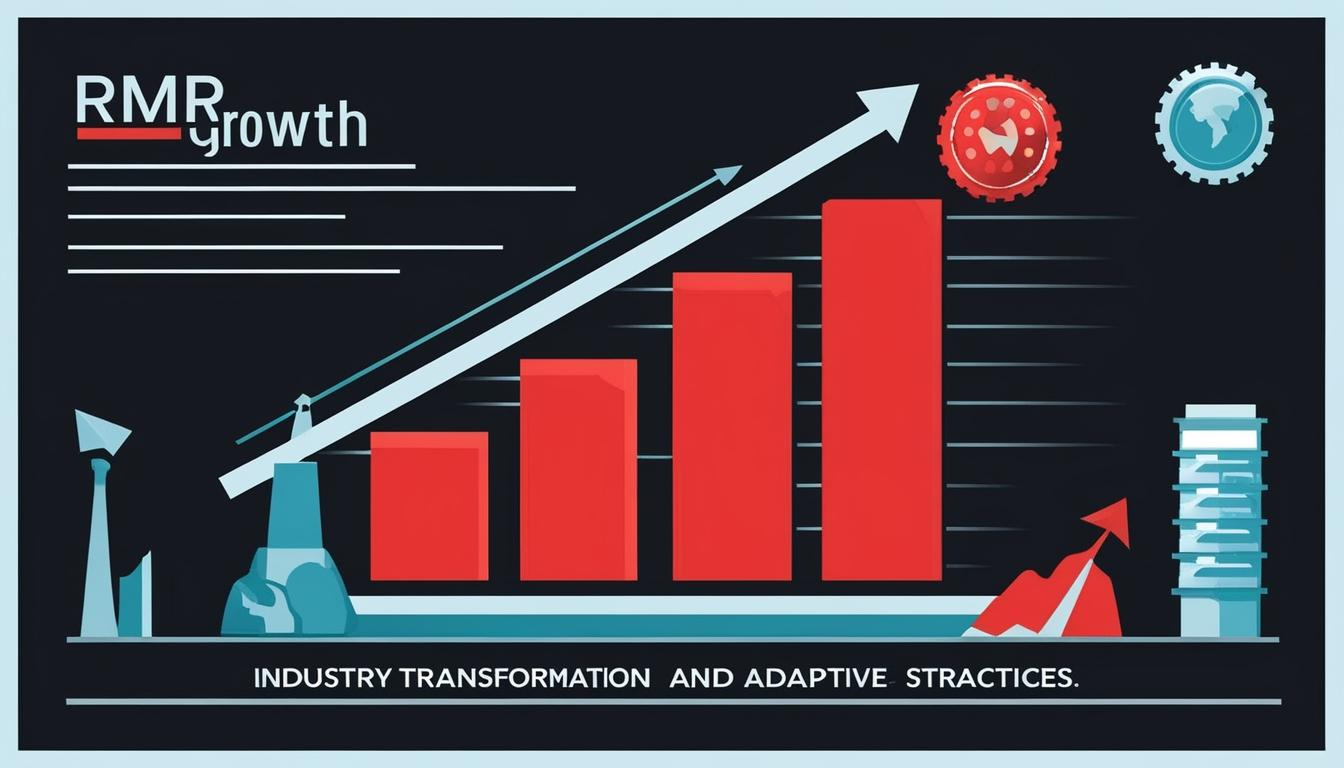 RMR
growth
INDUSTRY TRANSFORMATION AND ADAPTIVE STRACTICES.